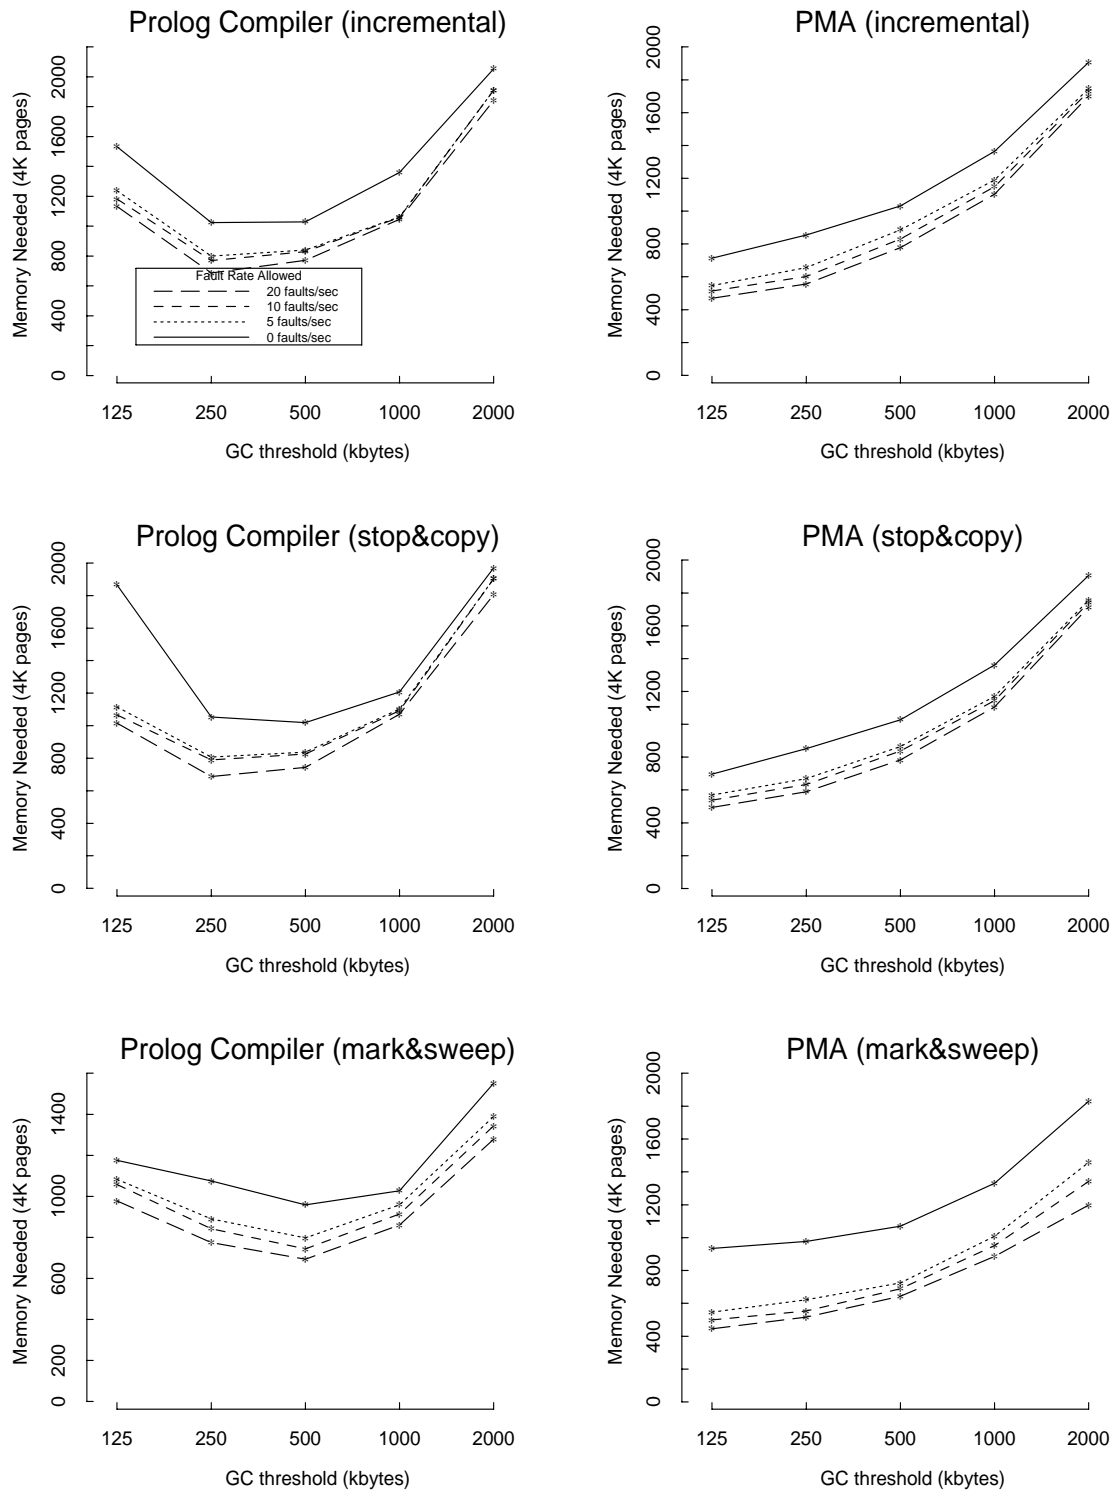 Prolog Compiler (incremental)
Memory Needed (4K pages)
0 400 800 1200 1600 2000
Fault Rate Allowed
20 faults/sec
10 faults/sec
5 faults/sec
0 faults/sec
125 250 500 1000 2000
GC threshold (kbytes)
PMA (incremental)
Memory Needed (4K pages)
0 400 800 1200 1600 2000
125 250 500 1000 2000
GC threshold (kbytes)
Prolog Compiler (stop&copy)
Memory Needed (4K pages)
0 400 800 1200 1600 2000
125 250 500 1000 2000
GC threshold (kbytes)
PMA (stop&copy)
Memory Needed (4K pages)
0 400 800 1200 1600 2000
125 250 500 1000 2000
GC threshold (kbytes)
Prolog Compiler (mark&sweep)
Memory Needed (4K pages)
0 200 600 1000 1400
125 250 500 1000 2000
GC threshold (kbytes)
PMA (mark&sweep)
Memory Needed (4K pages)
0 400 800 1200 1600 2000
125 250 500 1000 2000
GC threshold (kbytes)